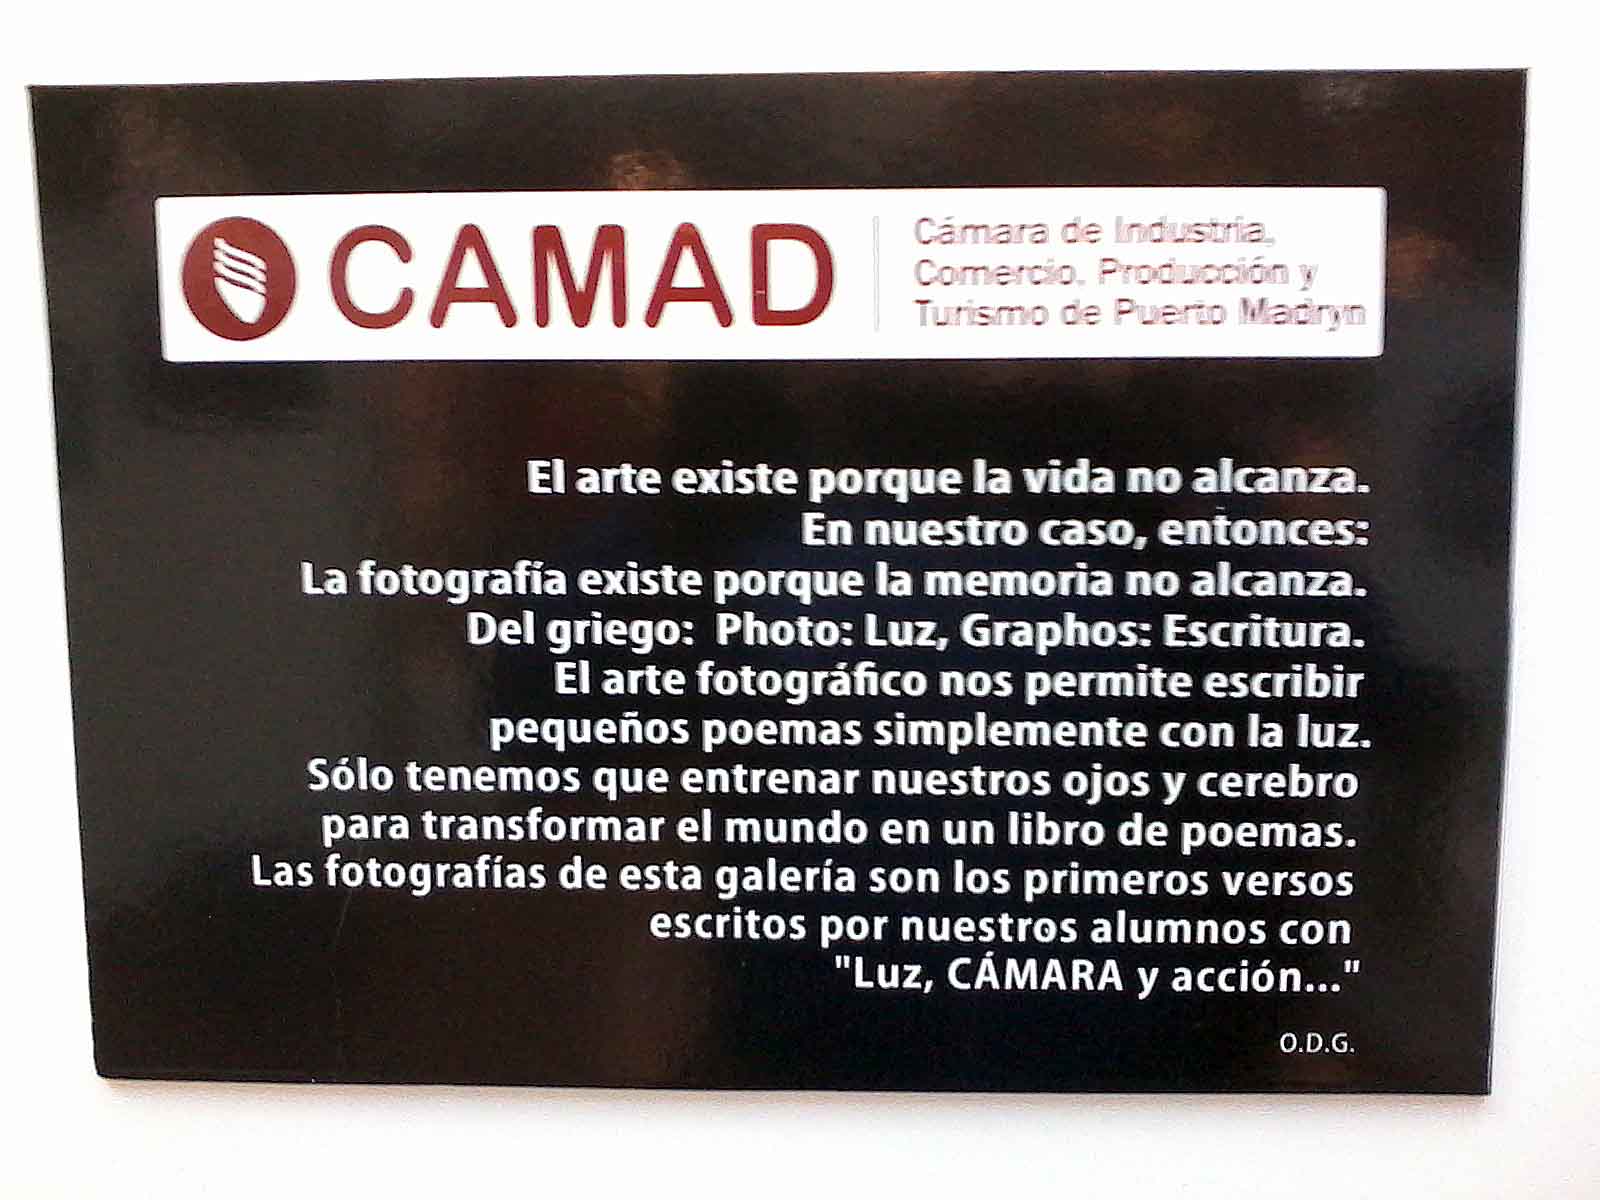 CAMAD
Cámara de Industria,
Comercio, Producción y
Turismo de Puerto Madryn
El arte existe porque la vida no alcanza.
En nuestro caso, entonces:
La fotografía existe porque la memoria no alcanza.
Del griego: Photo: Luz, Graphos: Escritura.
El arte fotográfico nos permite escribir
pequeños poemas simplemente con la luz.
Sólo tenemos que entrenar nuestros ojos y cerebro
para transformar el mundo en un libro de poemas.
Las fotografías de esta galería son los primeros versos
escritos por nuestros alumnos con
"Luz, CÁMARA y acción..."
O.D.G.